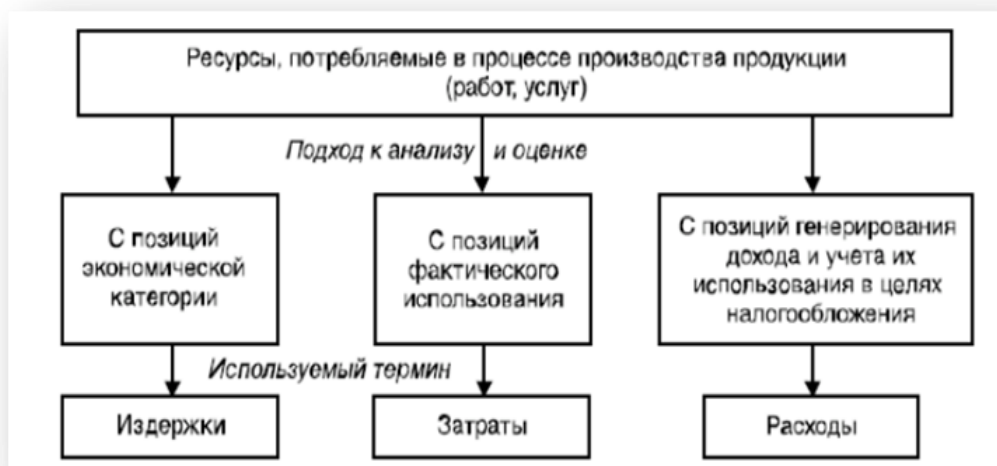 Ресурсы, потребляемые в процессе производства продукции
(работ, услуг)
Подход к анализу и оценке
С позиций
экономической
категории
С позиций
фактического
использования
С позиций генерирования
дохода и учета их
использования в целях
налогообложения
Используемый термин
Издержки
Затраты
Расходы